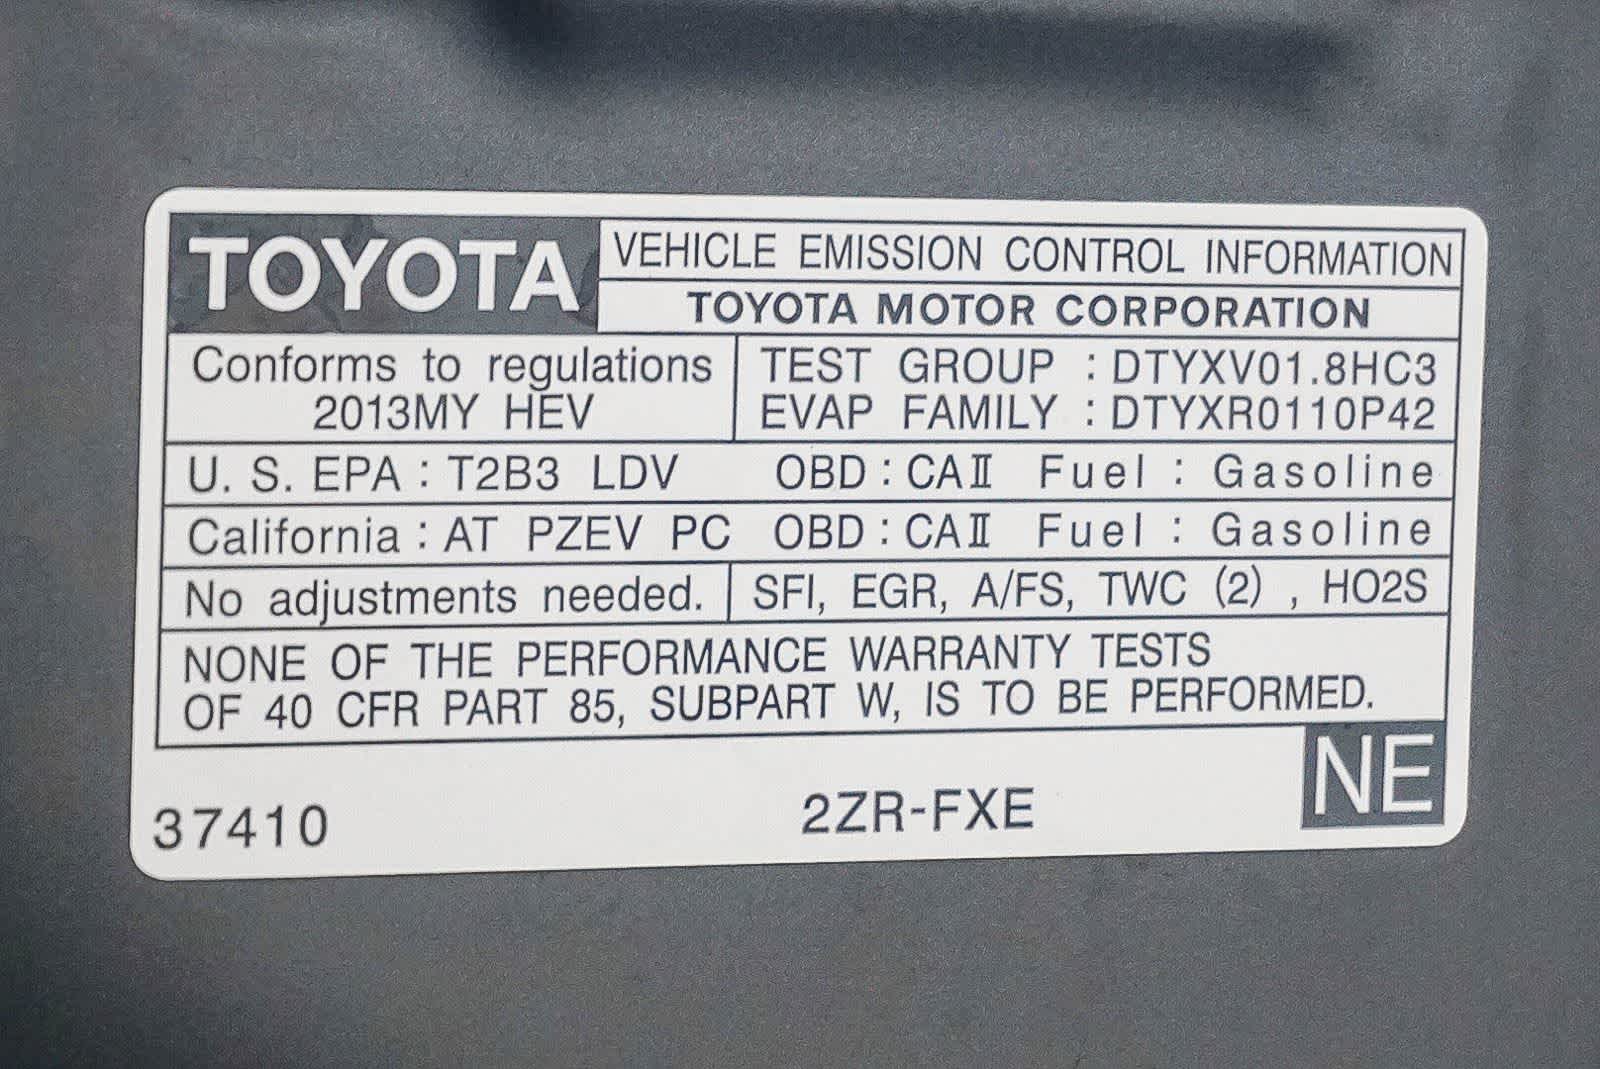 TOYOTA VEHICLE EMISSION CONTROL INFORMATION
TOYOTA MOTOR CORPORATION
Conforms to regulations
2013MY HEV
TEST GROUP : DTYXV01.8HC3
EVAP FAMILY : DTYXR0110P42
U. S. EPA : T2B3 LDV OBD : CAⅡ Fuel : Gasoline
California : AT PZEV PC OBD : CAⅡ Fuel : Gasoline
No adjustments needed. SFI, EGR, A/FS, TWC (2) , HO2S
NONE OF THE PERFORMANCE WARRANTY TESTS
OF 40 CFR PART 85, SUBPART W, IS TO BE PERFORMED.
NE
37410 2ZR-FXE